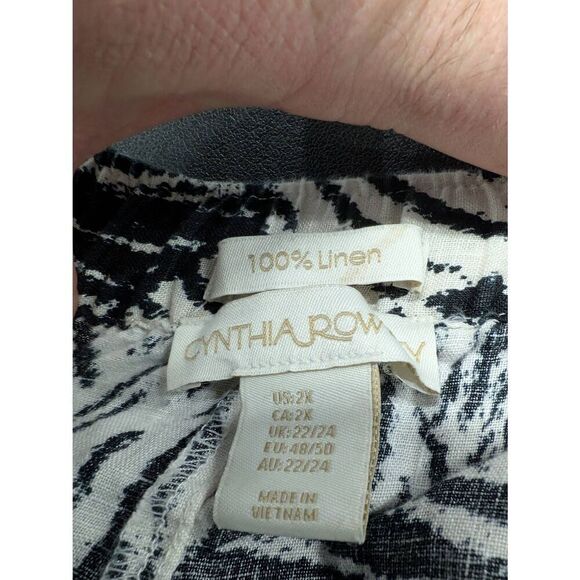 100% Linen
CYNTHIA ROW Y
US: 2X
CA: 2X
UK: 22/24
EU: 48/50
AU: 22/24
MADE IN
VIETNAM